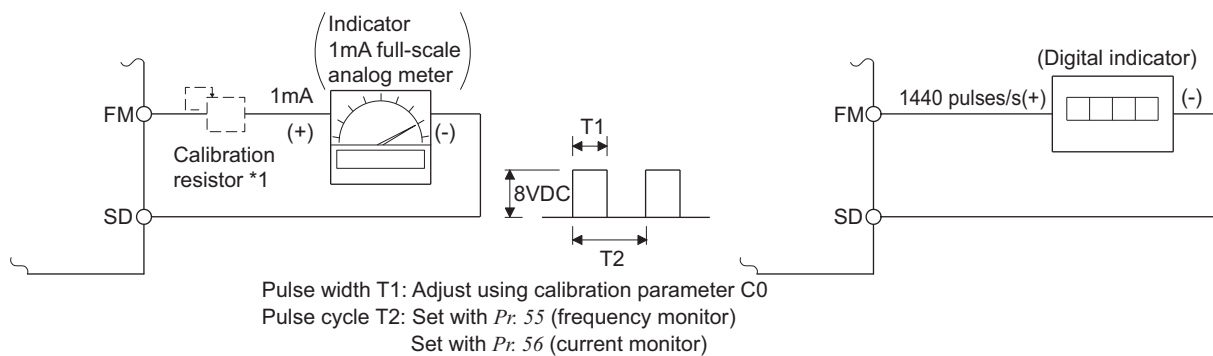 Indicator
1mA full-scale
analog meter
FM
1mA
(+)
(-)
Calibration
resistor *1
SD
T1
8VDC
T2
Pulse width T1: Adjust using calibration parameter C0
Pulse cycle T2: Set with Pr. 55 (frequency monitor)
Set with Pr. 56 (current monitor)
(Digital indicator)
FM
1440 pulses/s(+)
(-)
SD